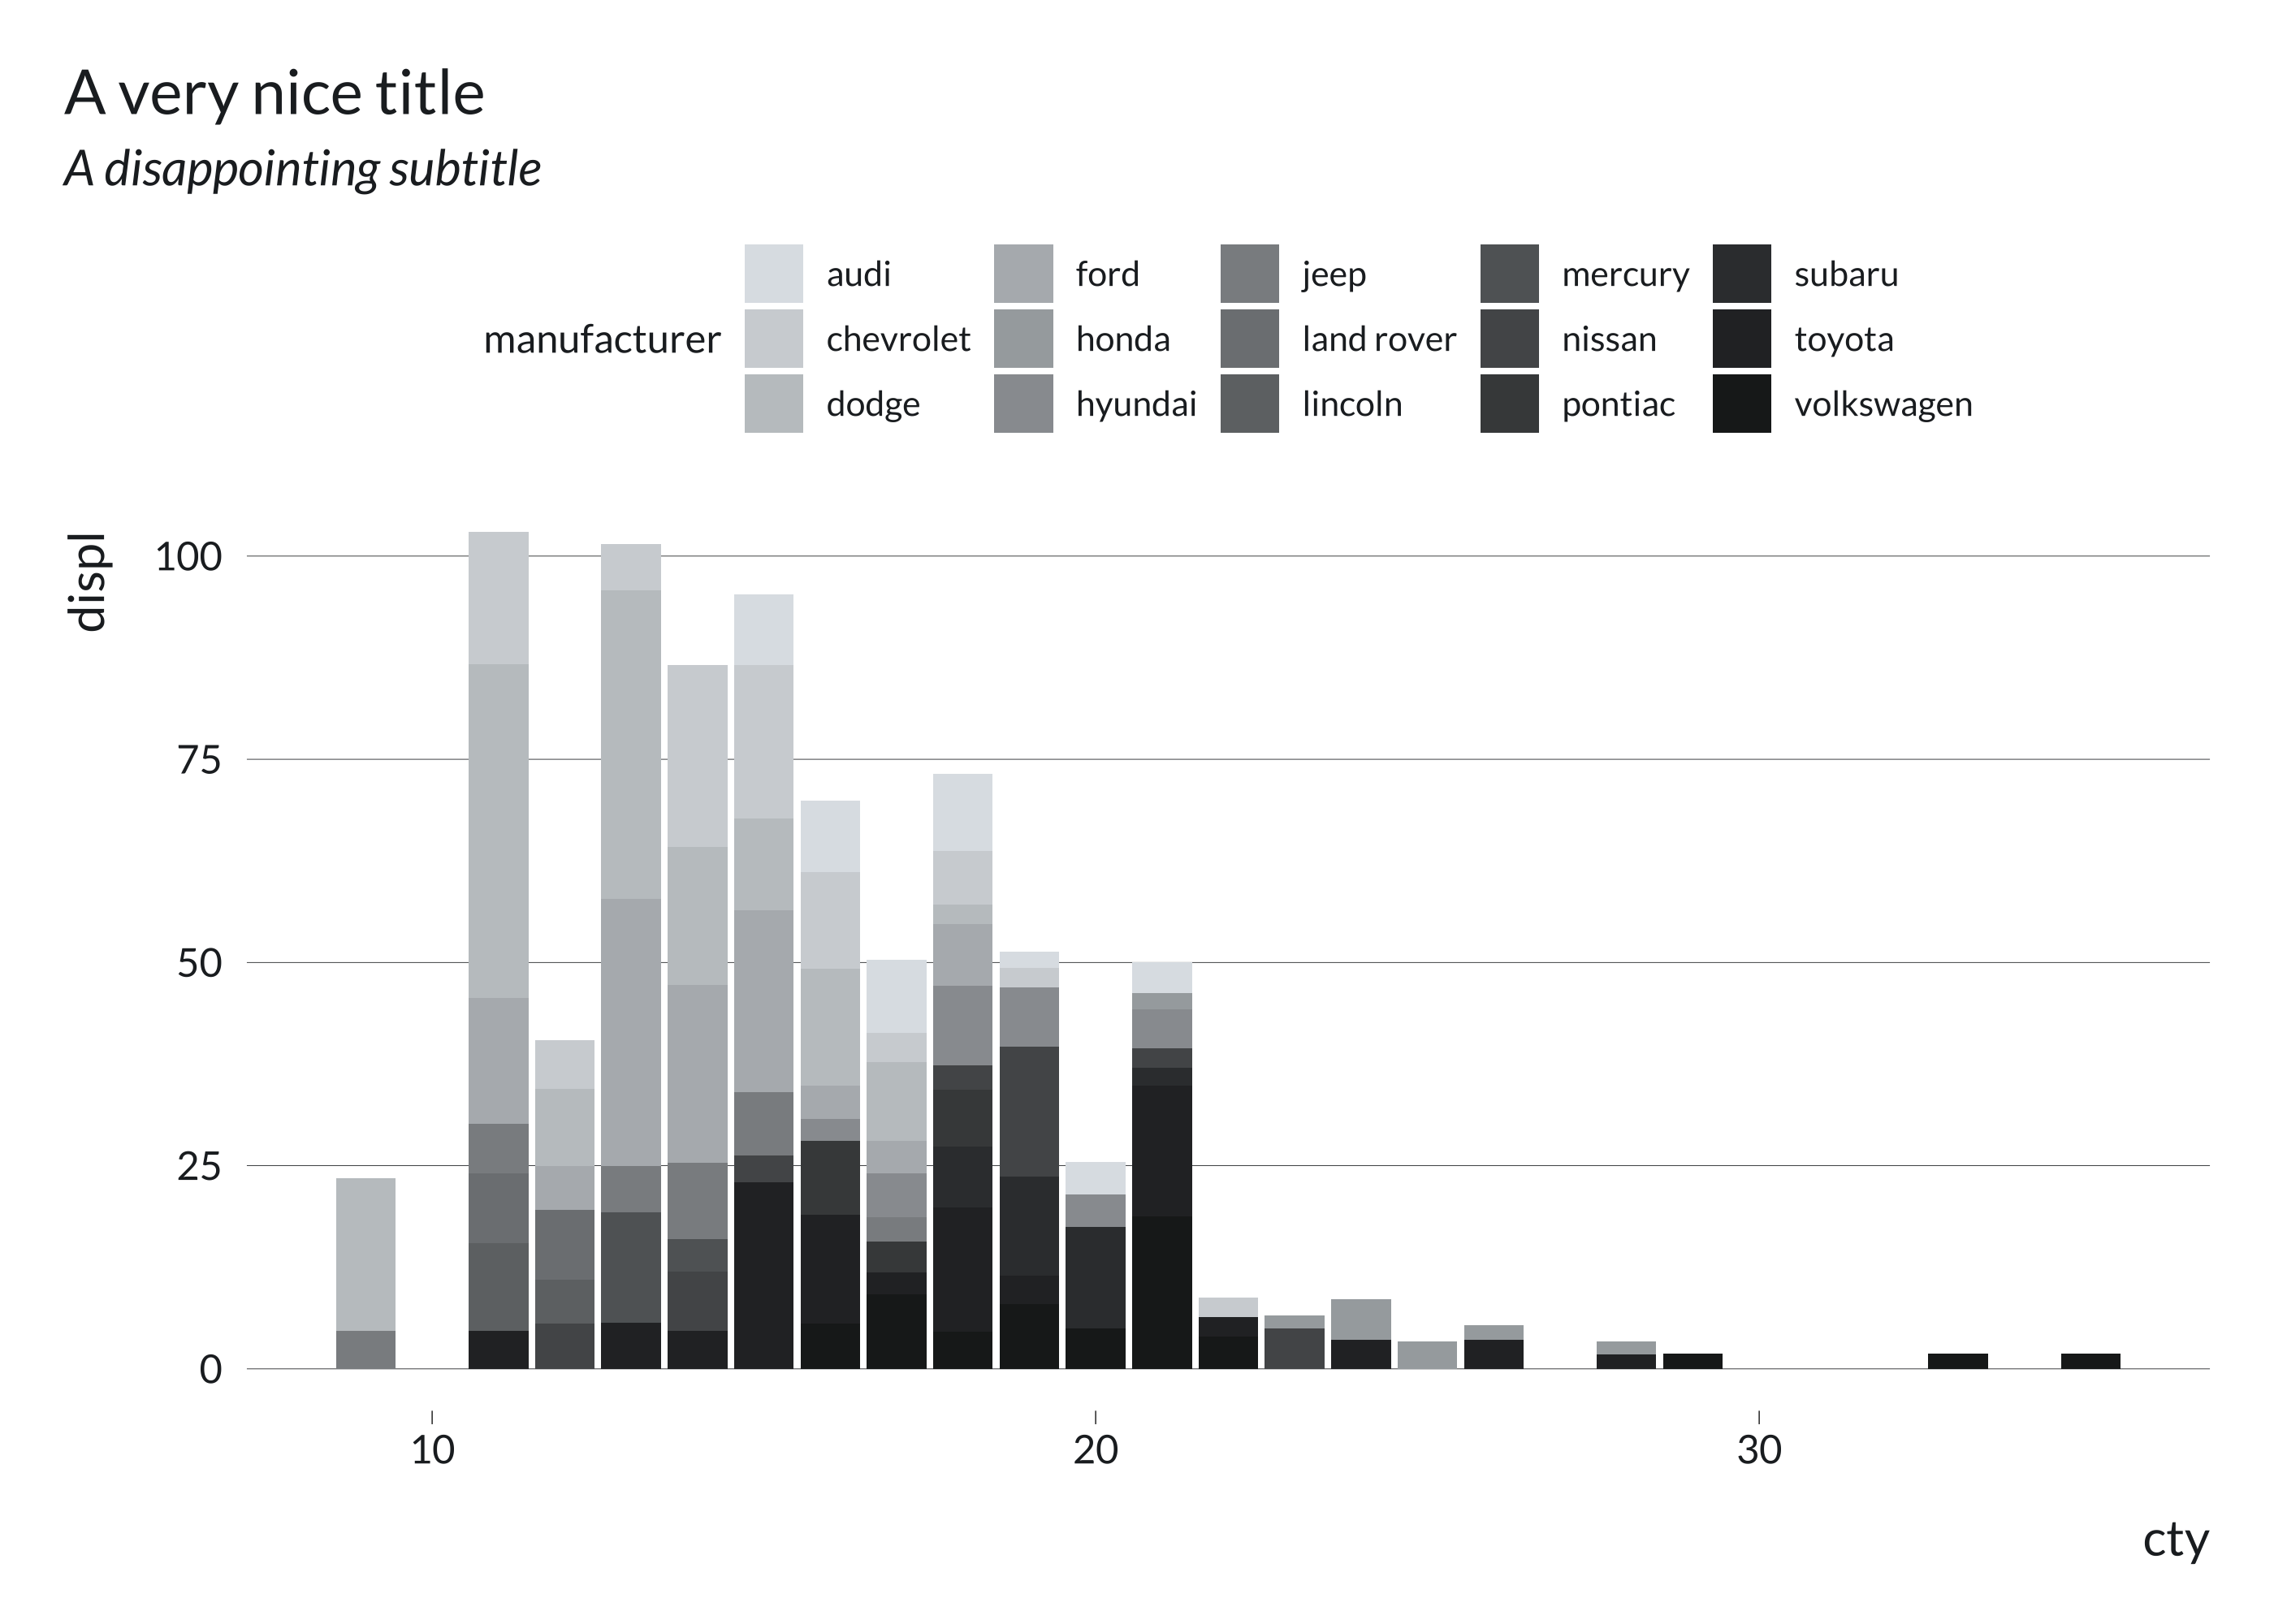 A very nice title
A disappointing subtitle
audi ford jeep mercury subaru
manufacturer chevrolet honda land rover nissan toyota
dodge hyundai lincoln pontiac volkswagen
displ
100
75
50
25
0
10 20 30
cty